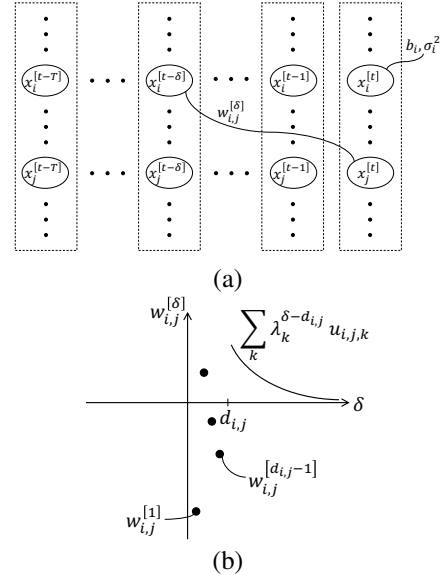 b_i, σ_i^2
x_i^{[t−T]} · · · x_i^{[t−δ]} · · · x_i^{[t−1]} x_i^{[t]}
w_{i,j}^{[δ]}
x_j^{[t−T]} · · · x_j^{[t−δ]} · · · x_j^{[t−1]} x_j^{[t]}
(a)
w_{i,j}^{[δ]}
∑_k λ_k^{δ−d_{i,j}} u_{i,j,k}
δ
d_{i,j}
w_{i,j}^{[d_{i,j}−1]}
w_{i,j}^{[1]}
(b)